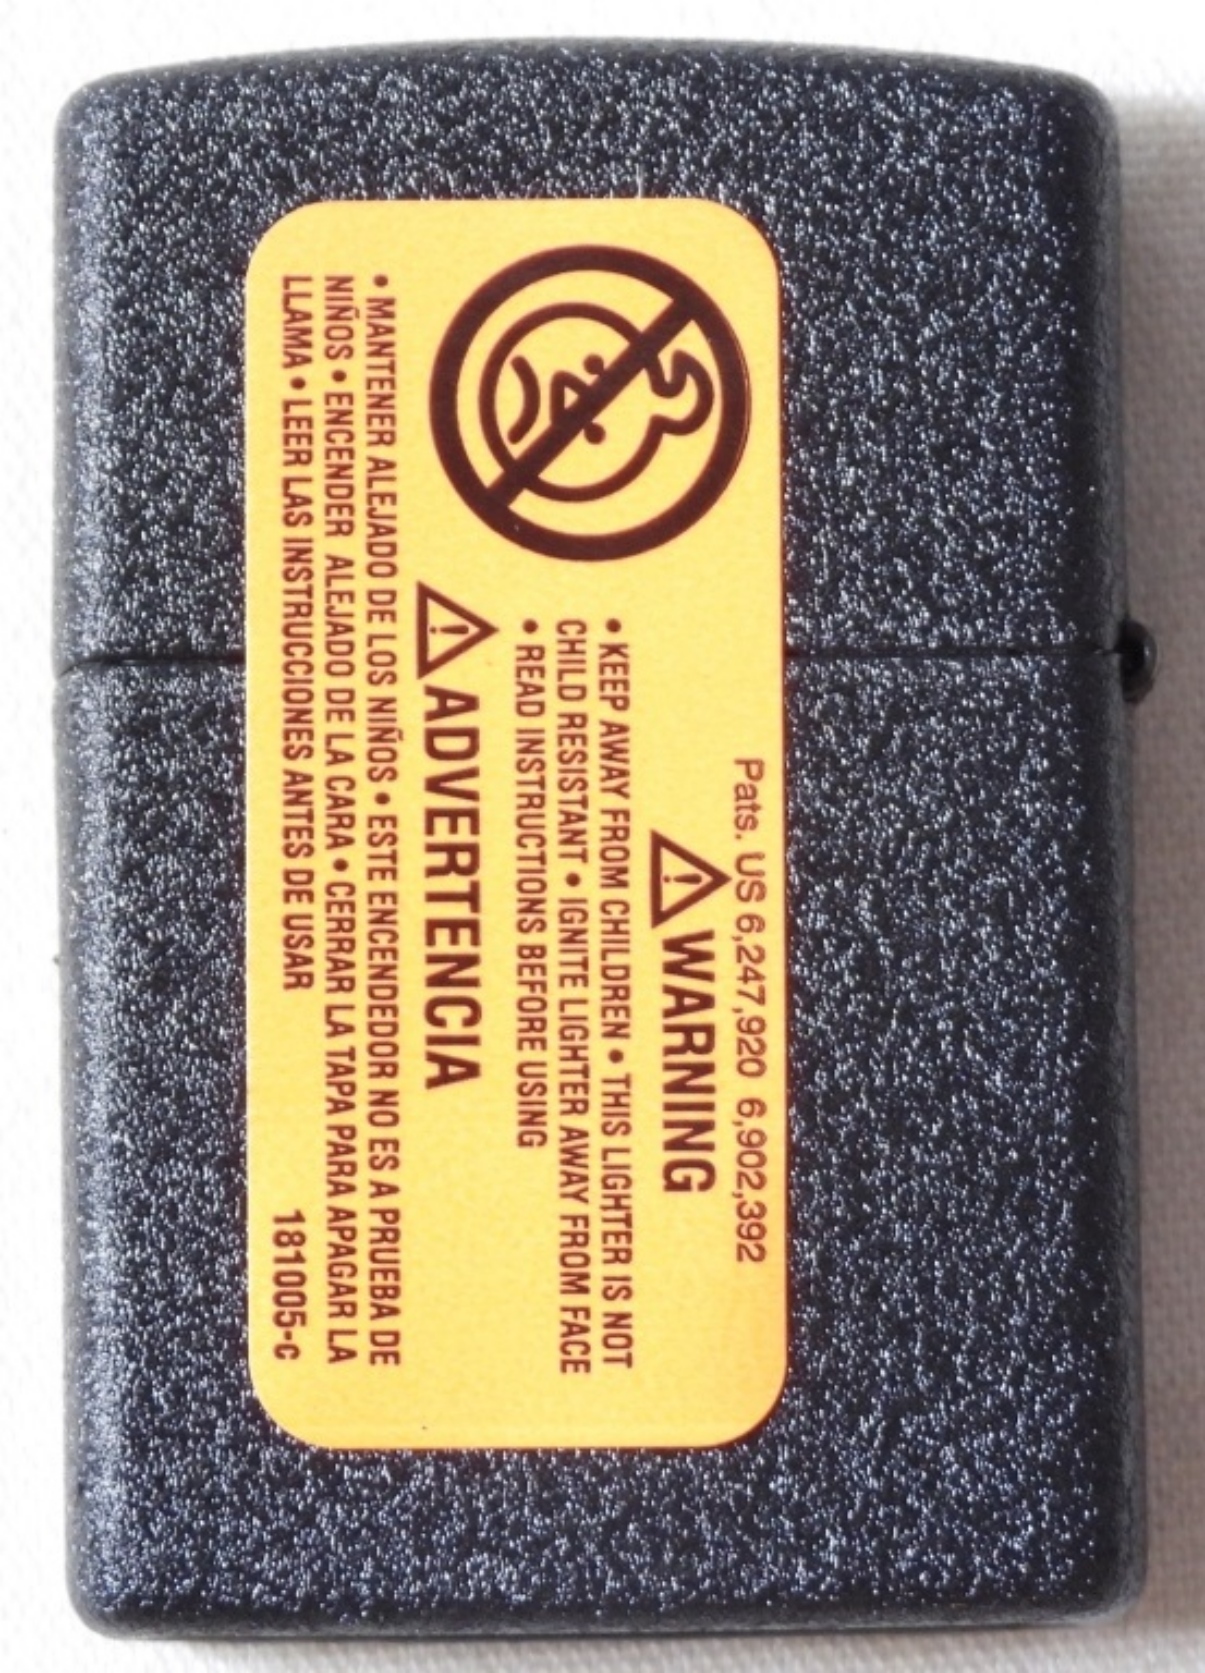 Pats. US 6,247,920 6,902,392
WARNING
• KEEP AWAY FROM CHILDREN • THIS LIGHTER IS NOT
CHILD RESISTANT • IGNITE LIGHTER AWAY FROM FACE
• READ INSTRUCTIONS BEFORE USING
ADVERTENCIA
• MANTENER ALEJADO DE LOS NIÑOS • ESTE ENCENDEDOR NO ES A PRUEBA DE
NIÑOS • ENCENDER ALEJADO DE LA CARA • CERRAR LA TAPA PARA APAGAR LA
LLAMA • LEER LAS INSTRUCCIONES ANTES DE USAR
181005-c